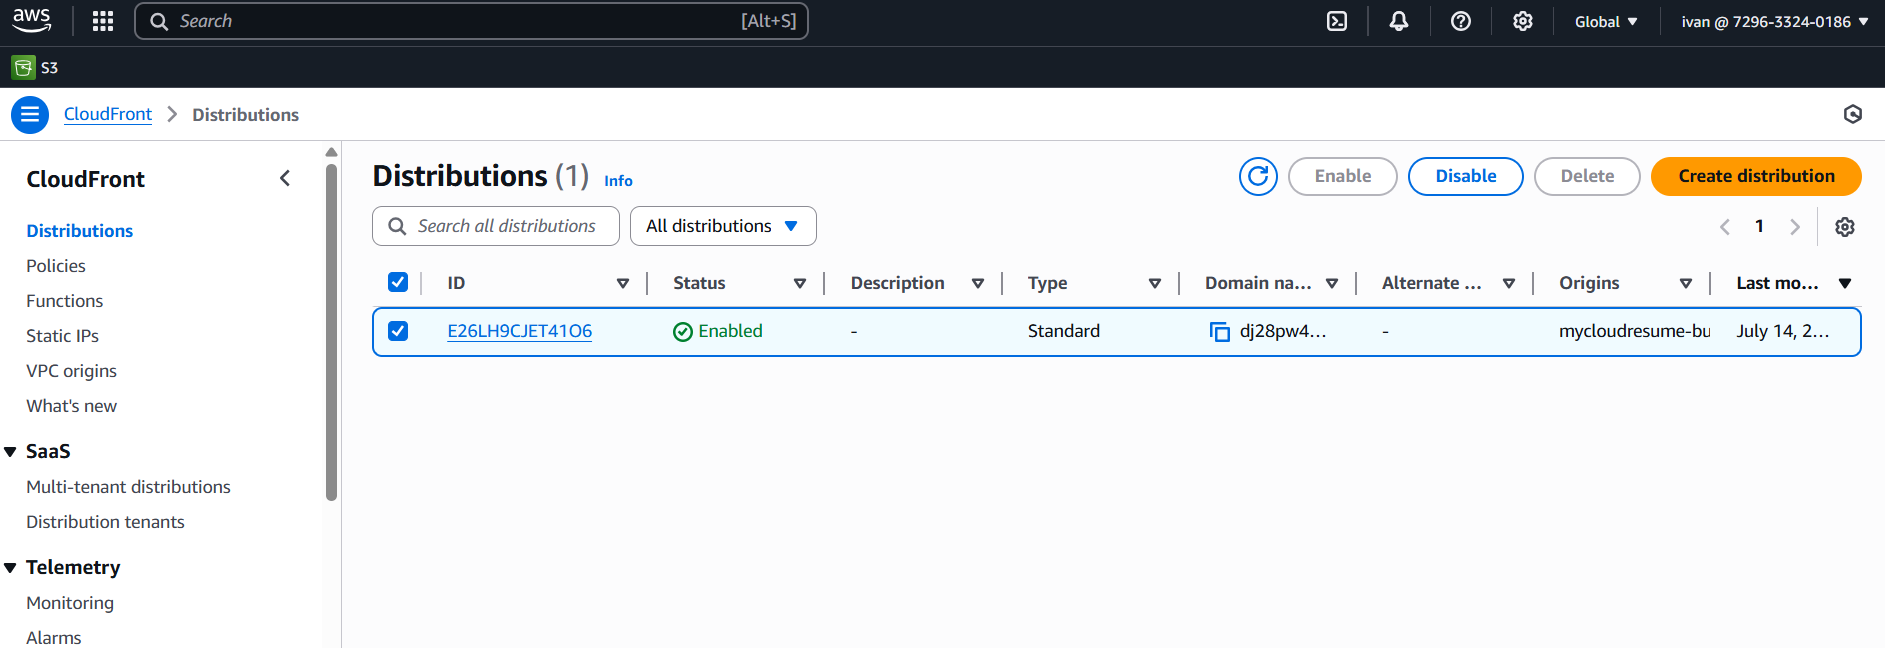 aws
Search [Alt+S] Global ivan @ 7296-3324-0186
S3
CloudFront Distributions
CloudFront
Distributions
Policies
Functions
Static IPs
VPC origins
What's new
SaaS
Multi-tenant distributions
Distribution tenants
Telemetry
Monitoring
Alarms
Distributions (1) Info Enable Disable Delete Create distribution
Search all distributions All distributions 1
ID Status Description Type Domain na... Alternate ... Origins Last mo...
E26LH9CJET41O6 Enabled - Standard dj28pw4... - mycloudresume-bu July 14, 2...